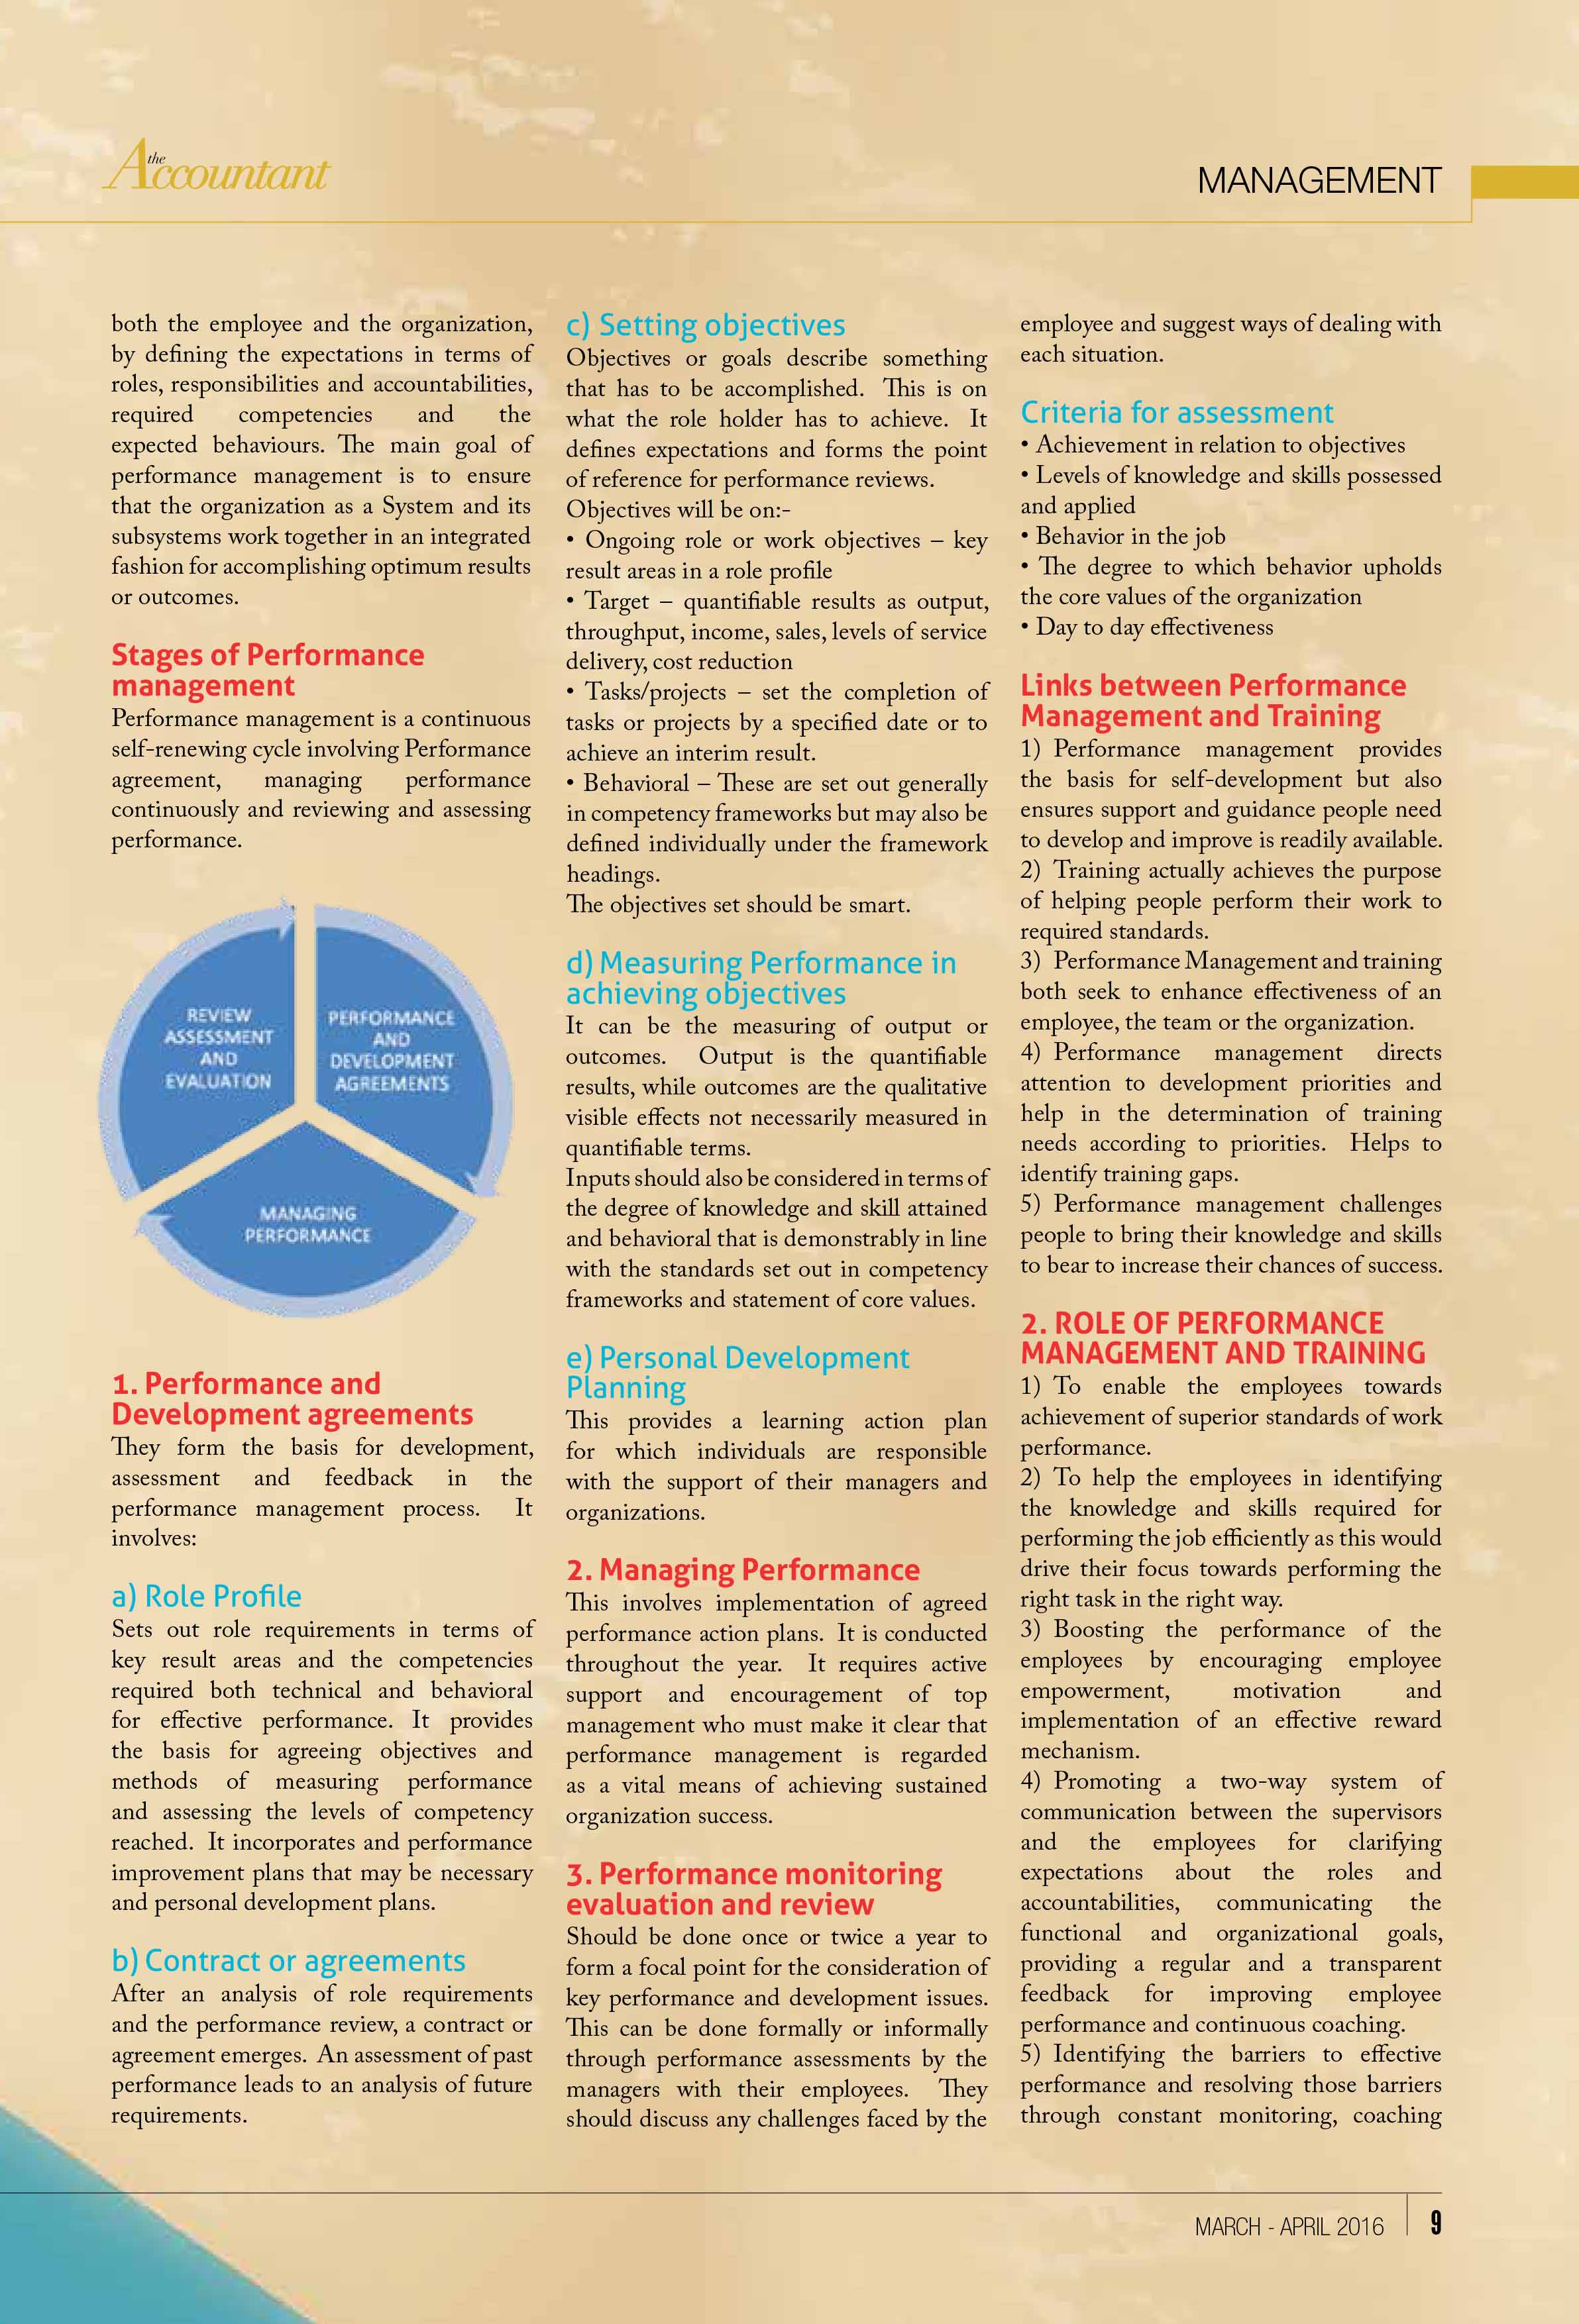 the
Accountant
MANAGEMENT
both the employee and the organization,
by defining the expectations in terms of
roles, responsibilities and accountabilities,
required competencies and the
expected behaviours. The main goal of
performance management is to ensure
that the organization as a System and its
subsystems work together in an integrated
fashion for accomplishing optimum results
or outcomes.
Stages of Performance
management
Performance management is a continuous
self-renewing cycle involving Performance
agreement, managing performance
continuously and reviewing and assessing
performance.
REVIEW
ASSESSMENT
AND
EVALUATION
PERFORMANCE
AND
DEVELOPMENT
AGREEMENTS
MANAGING
PERFORMANCE
1. Performance and
Development agreements
They form the basis for development,
assessment and feedback in the
performance management process. It
involves:
a) Role Profile
Sets out role requirements in terms of
key result areas and the competencies
required both technical and behavioral
for effective performance. It provides
the basis for agreeing objectives and
methods of measuring performance
and assessing the levels of competency
reached. It incorporates and performance
improvement plans that may be necessary
and personal development plans.
b) Contract or agreements
After an analysis of role requirements
and the performance review, a contract or
agreement emerges. An assessment of past
performance leads to an analysis of future
requirements.
c) Setting objectives
Objectives or goals describe something
that has to be accomplished. This is on
what the role holder has to achieve. It
defines expectations and forms the point
of reference for performance reviews.
Objectives will be on:-
• Ongoing role or work objectives – key
result areas in a role profile
• Target – quantifiable results as output,
throughput, income, sales, levels of service
delivery, cost reduction
• Tasks/projects – set the completion of
tasks or projects by a specified date or to
achieve an interim result.
• Behavioral – These are set out generally
in competency frameworks but may also be
defined individually under the framework
headings.
The objectives set should be smart.
d) Measuring Performance in
achieving objectives
It can be the measuring of output or
outcomes. Output is the quantifiable
results, while outcomes are the qualitative
visible effects not necessarily measured in
quantifiable terms.
Inputs should also be considered in terms of
the degree of knowledge and skill attained
and behavioral that is demonstrably in line
with the standards set out in competency
frameworks and statement of core values.
e) Personal Development
Planning
This provides a learning action plan
for which individuals are responsible
with the support of their managers and
organizations.
2. Managing Performance
This involves implementation of agreed
performance action plans. It is conducted
throughout the year. It requires active
support and encouragement of top
management who must make it clear that
performance management is regarded
as a vital means of achieving sustained
organization success.
3. Performance monitoring
evaluation and review
Should be done once or twice a year to
form a focal point for the consideration of
key performance and development issues.
This can be done formally or informally
through performance assessments by the
managers with their employees. They
should discuss any challenges faced by the
employee and suggest ways of dealing with
each situation.
Criteria for assessment
• Achievement in relation to objectives
• Levels of knowledge and skills possessed
and applied
• Behavior in the job
• The degree to which behavior upholds
the core values of the organization
• Day to day effectiveness
Links between Performance
Management and Training
1) Performance management provides
the basis for self-development but also
ensures support and guidance people need
to develop and improve is readily available.
2) Training actually achieves the purpose
of helping people perform their work to
required standards.
3) Performance Management and training
both seek to enhance effectiveness of an
employee, the team or the organization.
4) Performance management directs
attention to development priorities and
help in the determination of training
needs according to priorities. Helps to
identify training gaps.
5) Performance management challenges
people to bring their knowledge and skills
to bear to increase their chances of success.
2. ROLE OF PERFORMANCE
MANAGEMENT AND TRAINING
1) To enable the employees towards
achievement of superior standards of work
performance.
2) To help the employees in identifying
the knowledge and skills required for
performing the job efficiently as this would
drive their focus towards performing the
right task in the right way.
3) Boosting the performance of the
employees by encouraging employee
empowerment, motivation and
implementation of an effective reward
mechanism.
4) Promoting a two-way system of
communication between the supervisors
and the employees for clarifying
expectations about the roles and
accountabilities, communicating the
functional and organizational goals,
providing a regular and a transparent
feedback for improving employee
performance and continuous coaching.
5) Identifying the barriers to effective
performance and resolving those barriers
through constant monitoring, coaching
MARCH - APRIL 2016
9